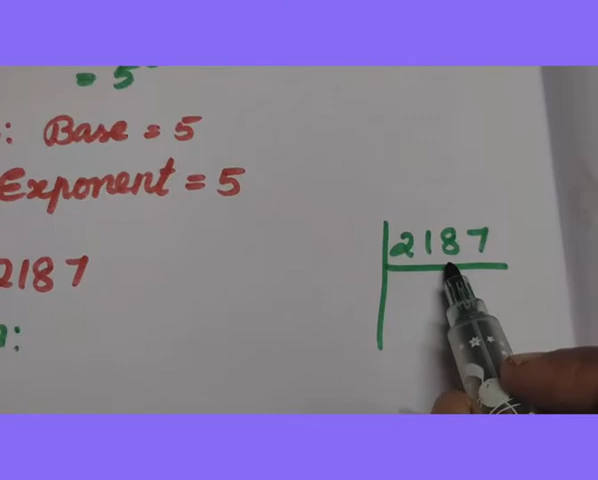 = 5
: Base = 5
Exponent = 5
2187
2187
: